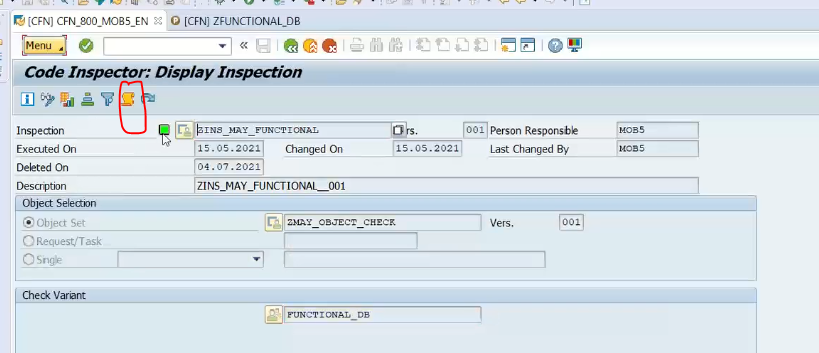 [CFN] CFN_800_MOB5_EN [CFN] ZFUNCTIONAL_DB
Menu
Code Inspector: Display Inspection
Inspection ZINS_MAY_FUNCTIONAL rs. 001 Person Responsible MOB5
Executed On 15.05.2021 Changed On 15.05.2021 Last Changed By MOB5
Deleted On 04.07.2021
Description ZINS_MAY_FUNCTIONAL__001
Object Selection
Object Set ZMAY_OBJECT_CHECK Vers. 001
Request/Task
Single
Check Variant
FUNCTIONAL_DB